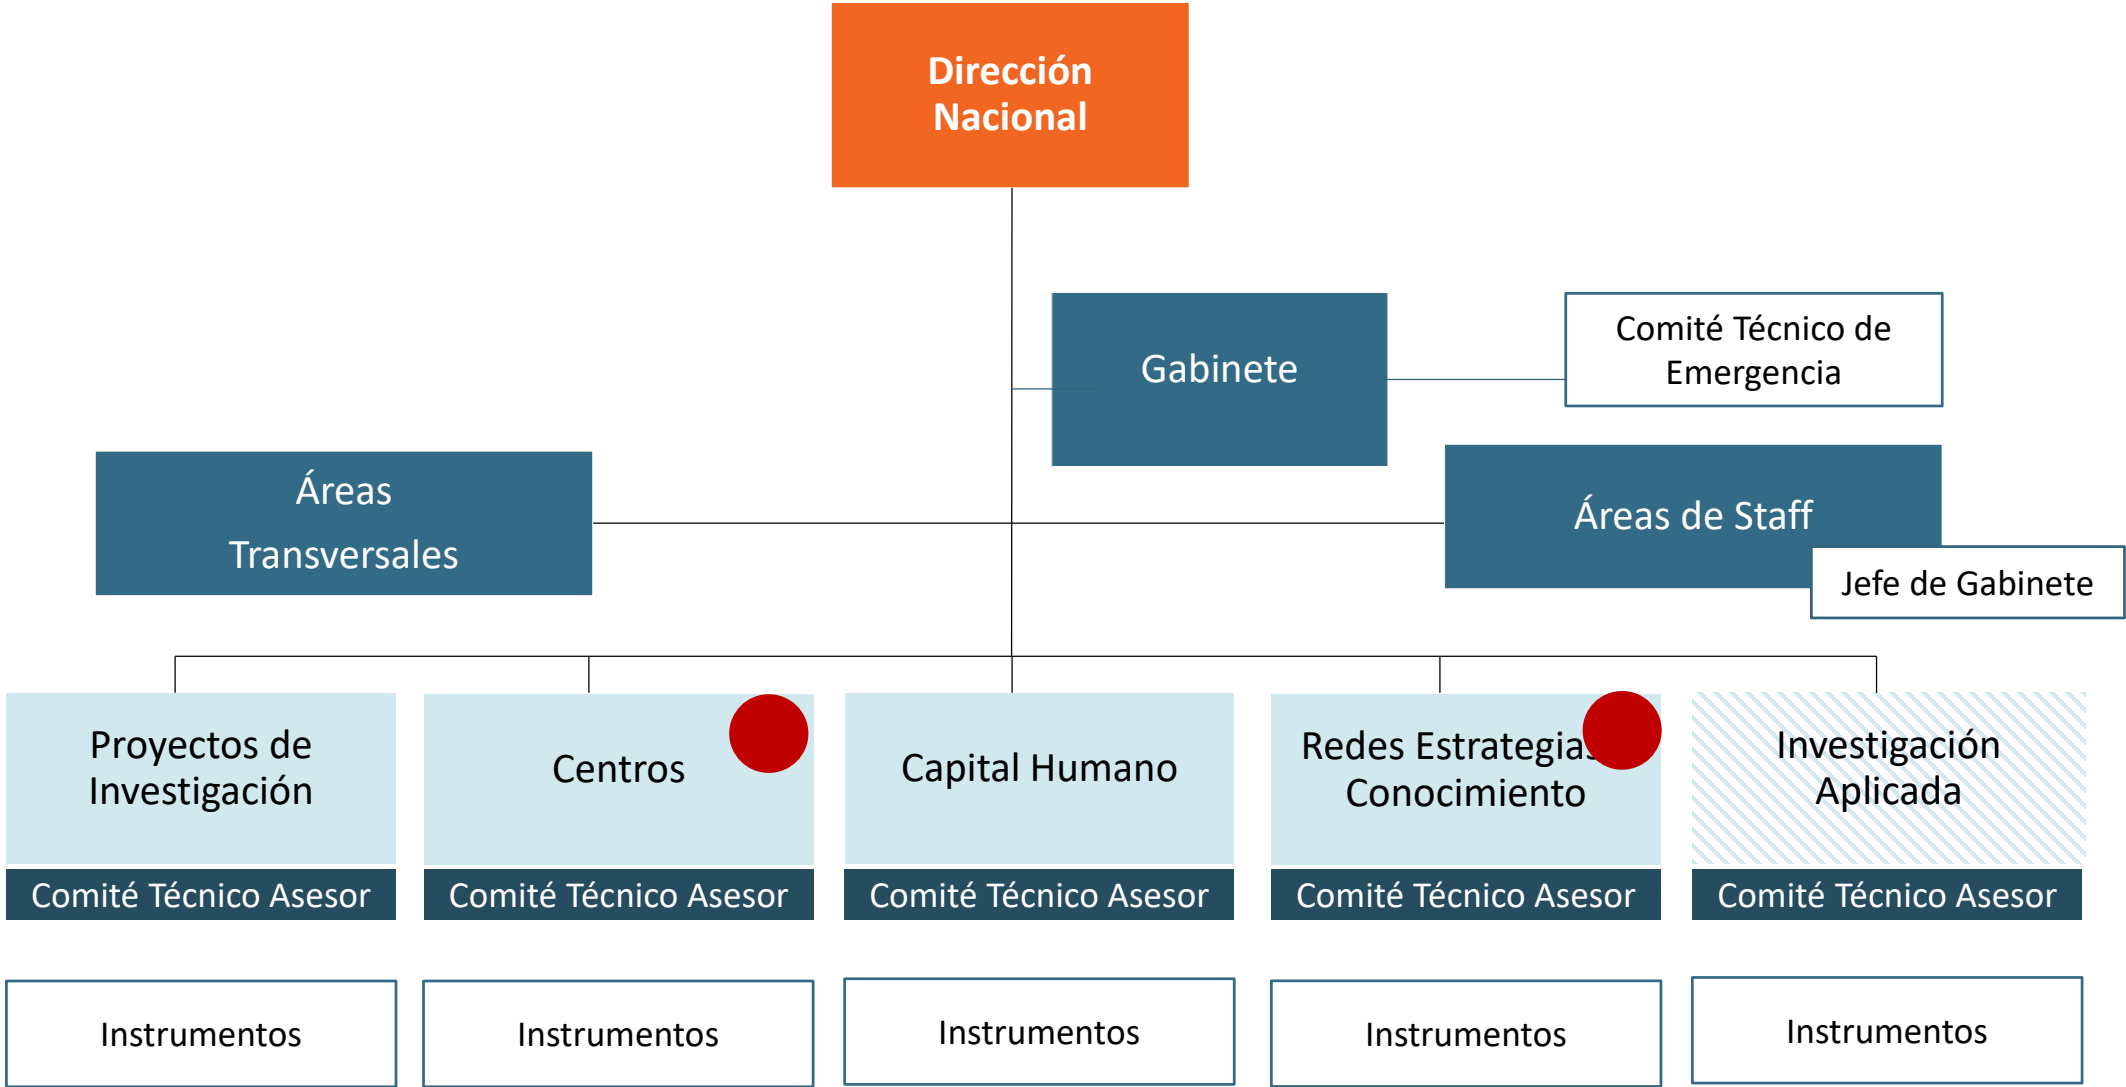 Dirección
Nacional
Gabinete
Comité Técnico de
Emergencia
Áreas
Transversales
Áreas de Staff
Jefe de Gabinete
Proyectos de
Investigación
Comité Técnico Asesor
Instrumentos
Centros
Comité Técnico Asesor
Instrumentos
Capital Humano
Comité Técnico Asesor
Instrumentos
Redes Estrategias
Conocimiento
Comité Técnico Asesor
Instrumentos
Investigación
Aplicada
Comité Técnico Asesor
Instrumentos